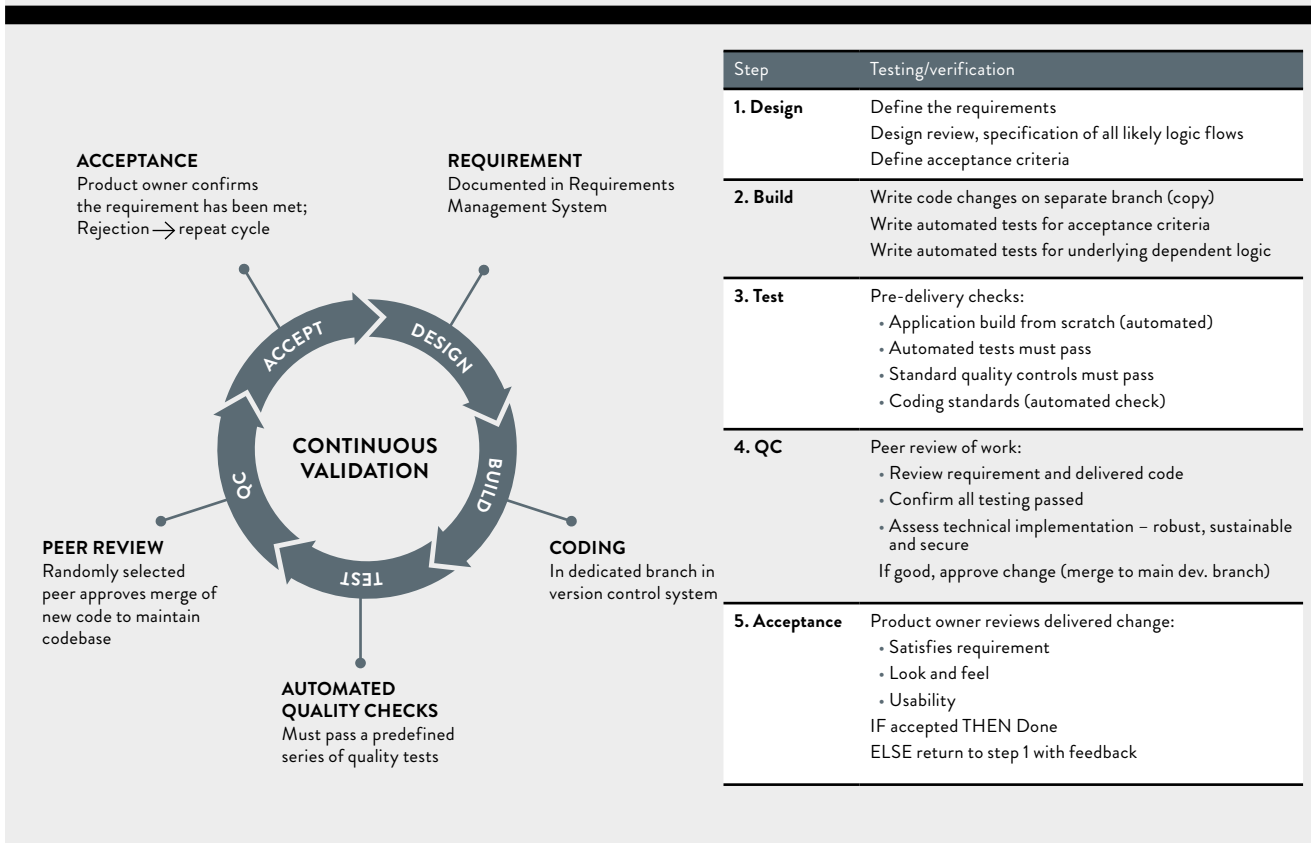 ACCEPTANCE
Product owner confirms
the requirement has been met;
Rejection → repeat cycle
REQUIREMENT
Documented in Requirements
Management System
ACCEPT
DESIGN
BUILD
TEST
QC
CONTINUOUS
VALIDATION
PEER REVIEW
Randomly selected
peer approves merge of
new code to maintain
codebase
CODING
In dedicated branch in
version control system
AUTOMATED
QUALITY CHECKS
Must pass a predefined
series of quality tests
Step Testing/verification
1. Design Define the requirements
Design review, specification of all likely logic flows
Define acceptance criteria
2. Build Write code changes on separate branch (copy)
Write automated tests for acceptance criteria
Write automated tests for underlying dependent logic
3. Test Pre-delivery checks:
• Application build from scratch (automated)
• Automated tests must pass
• Standard quality controls must pass
• Coding standards (automated check)
4. QC Peer review of work:
• Review requirement and delivered code
• Confirm all testing passed
• Assess technical implementation – robust, sustainable
and secure
If good, approve change (merge to main dev. branch)
5. Acceptance Product owner reviews delivered change:
• Satisfies requirement
• Look and feel
• Usability
IF accepted THEN Done
ELSE return to step 1 with feedback